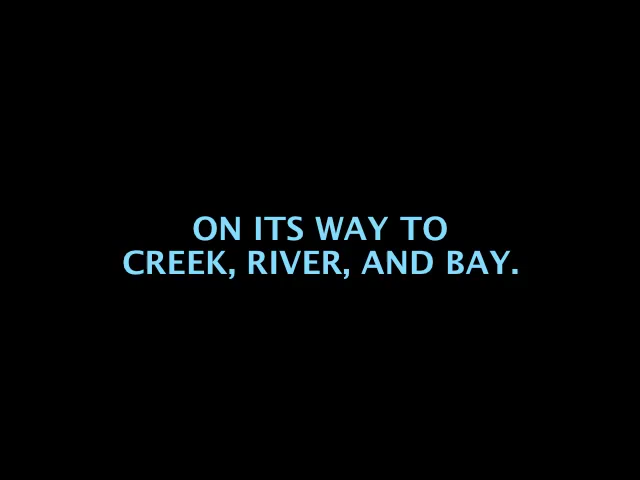 ON ITS WAY TO
CREEK, RIVER, AND BAY.